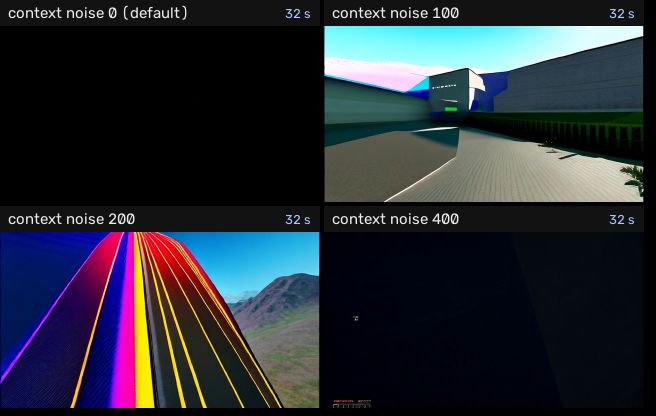 context noise 0 (default)
32 s
context noise 100
32 s
context noise 200
32 s
context noise 400
32 s